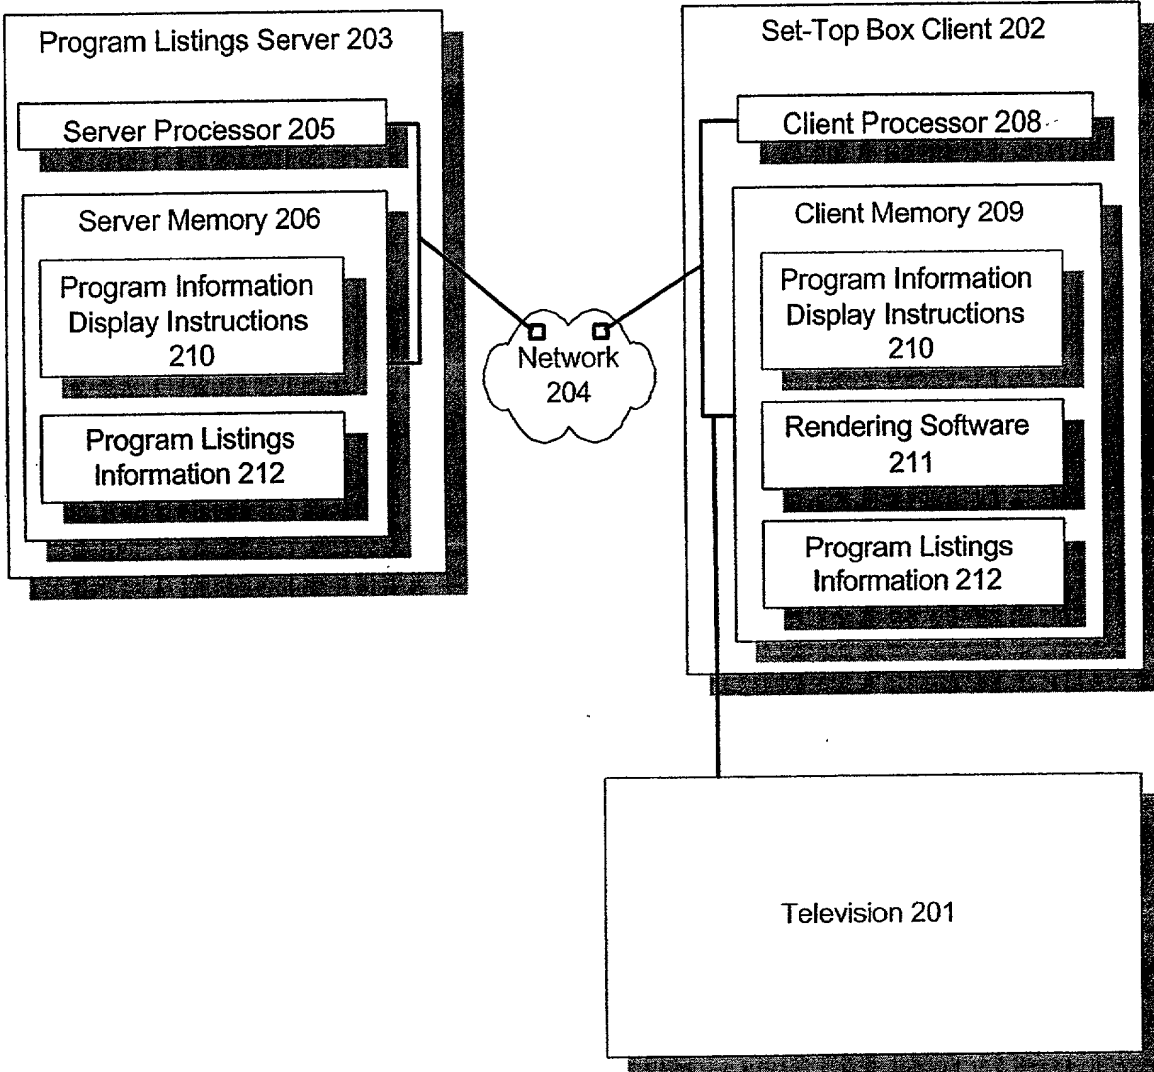 Program Listings Server 203
Server Processor 205
Server Memory 206
Program Information
Display Instructions
210
Program Listings
Information 212
Network
204
Set-Top Box Client 202
Client Processor 208
Client Memory 209
Program Information
Display Instructions
210
Rendering Software
211
Program Listings
Information 212
Television 201